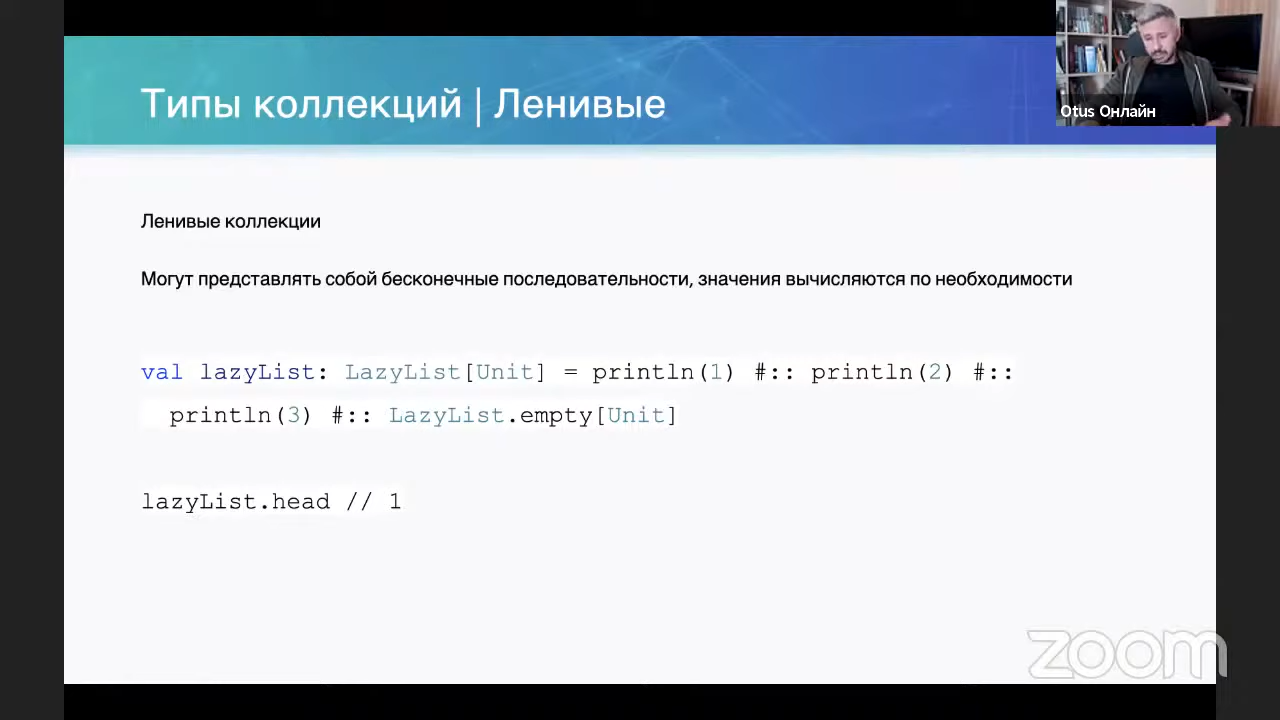 Типы коллекций | Ленивые
Otus Онлайн
Ленивые коллекции
Могут представлять собой бесконечные последовательности, значения вычисляются по необходимости
val lazyList: LazyList[Unit] = println(1) #:: println(2) #::
println(3) #:: LazyList.empty[Unit]
lazyList.head // 1
zoom